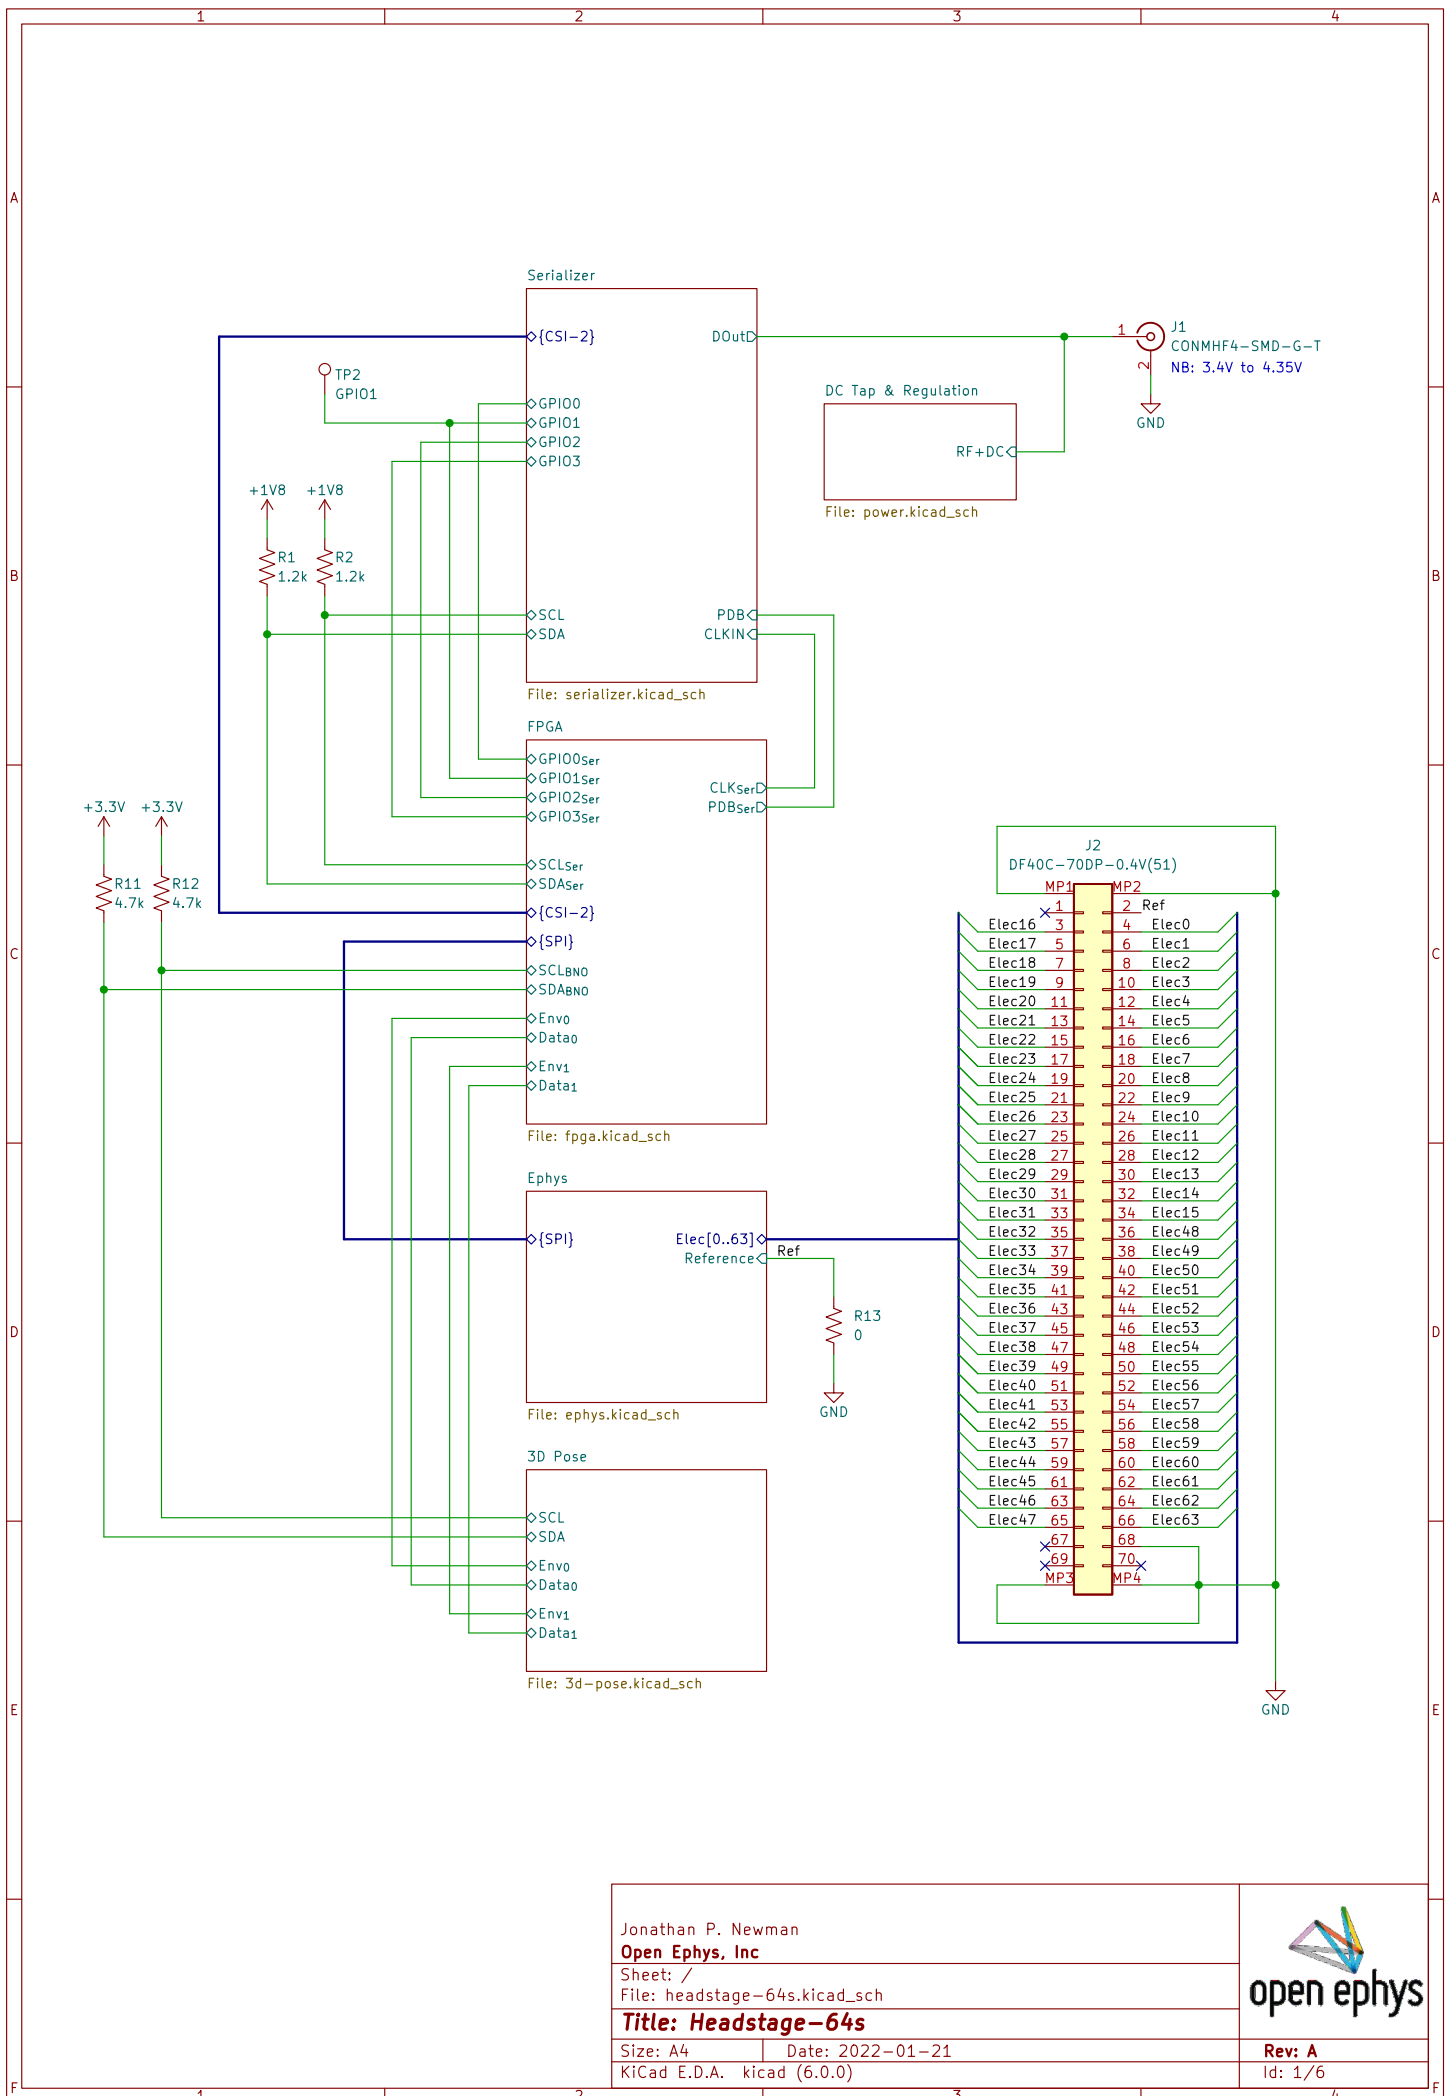 1 2 3 4
A A
B B
C C
D D
E E
F F
1 2 3 4
Serializer
{CSI-2}
DOut
GPIO0
GPIO1
GPIO2
GPIO3
SCL
SDA
PDB
CLKIN
File: serializer.kicad_sch
TP2
GPIO1
+1V8
+1V8
R1
1.2k
R2
1.2k
1
2
J1
CONMHF4-SMD-G-T
NB: 3.4V to 4.35V
GND
DC Tap & Regulation
RF+DC
File: power.kicad_sch
FPGA
GPIO0Ser
GPIO1Ser
GPIO2Ser
GPIO3Ser
CLKSer
PDBSer
SCLSer
SDASer
{CSI-2}
{SPI}
SCLBNO
SDABNO
Env0
Data0
Env1
Data1
File: fpga.kicad_sch
+3.3V
+3.3V
R11
4.7k
R12
4.7k
Ephys
{SPI}
Elec[0..63]
Reference
Ref
File: ephys.kicad_sch
R13
0
GND
3D Pose
SCL
SDA
Env0
Data0
Env1
Data1
File: 3d-pose.kicad_sch
J2
DF40C-70DP-0.4V(51)
MP1 MP2
1 2 Ref
Elec16 3 4 Elec0
Elec17 5 6 Elec1
Elec18 7 8 Elec2
Elec19 9 10 Elec3
Elec20 11 12 Elec4
Elec21 13 14 Elec5
Elec22 15 16 Elec6
Elec23 17 18 Elec7
Elec24 19 20 Elec8
Elec25 21 22 Elec9
Elec26 23 24 Elec10
Elec27 25 26 Elec11
Elec28 27 28 Elec12
Elec29 29 30 Elec13
Elec30 31 32 Elec14
Elec31 33 34 Elec15
Elec32 35 36 Elec48
Elec33 37 38 Elec49
Elec34 39 40 Elec50
Elec35 41 42 Elec51
Elec36 43 44 Elec52
Elec37 45 46 Elec53
Elec38 47 48 Elec54
Elec39 49 50 Elec55
Elec40 51 52 Elec56
Elec41 53 54 Elec57
Elec42 55 56 Elec58
Elec43 57 58 Elec59
Elec44 59 60 Elec60
Elec45 61 62 Elec61
Elec46 63 64 Elec62
Elec47 65 66 Elec63
67 68
69 70
MP3 MP4
GND
Jonathan P. Newman
Open Ephys, Inc
Sheet: /
File: headstage-64s.kicad_sch
Title: Headstage-64s
Size: A4 Date: 2022-01-21
KiCad E.D.A. kicad (6.0.0)
open ephys
Rev: A
Id: 1/6